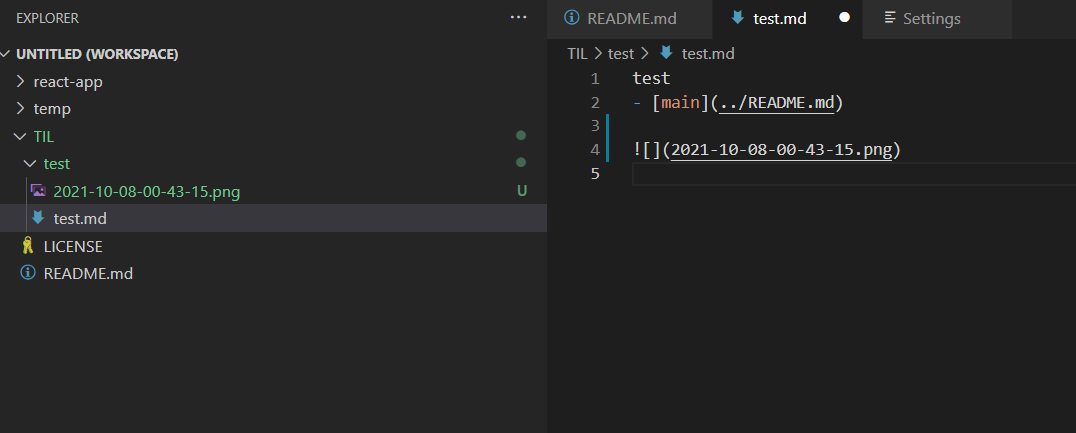 EXPLORER
UNTITLED (WORKSPACE)
react-app
temp
TIL
test
2021-10-08-00-43-15.png U
test.md
LICENSE
README.md
README.md test.md Settings
TIL > test > test.md
1 test
2 - [main](../README.md)
3
4 ![](2021-10-08-00-43-15.png)
5